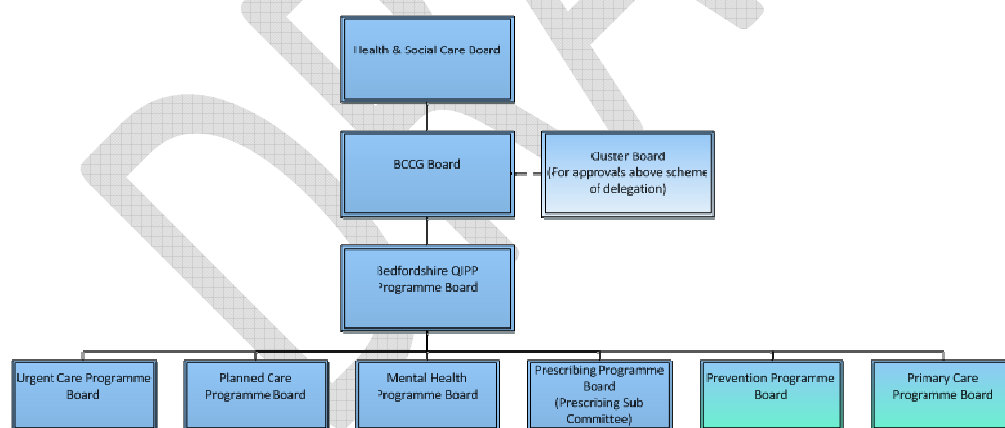 Health & Social Care Board
BCCG Board
Cluster Board
(For approvals above scheme
of delegation)
Bedfordshire QIPP
Programme Board
Urgent Care Programme
Board
Planned Care
Programme Board
Mental Health
Programme Board
Prescribing Programme
Board
(Prescribing Sub
Committee)
Prevention Programme
Board
Primary Care
Programme Board